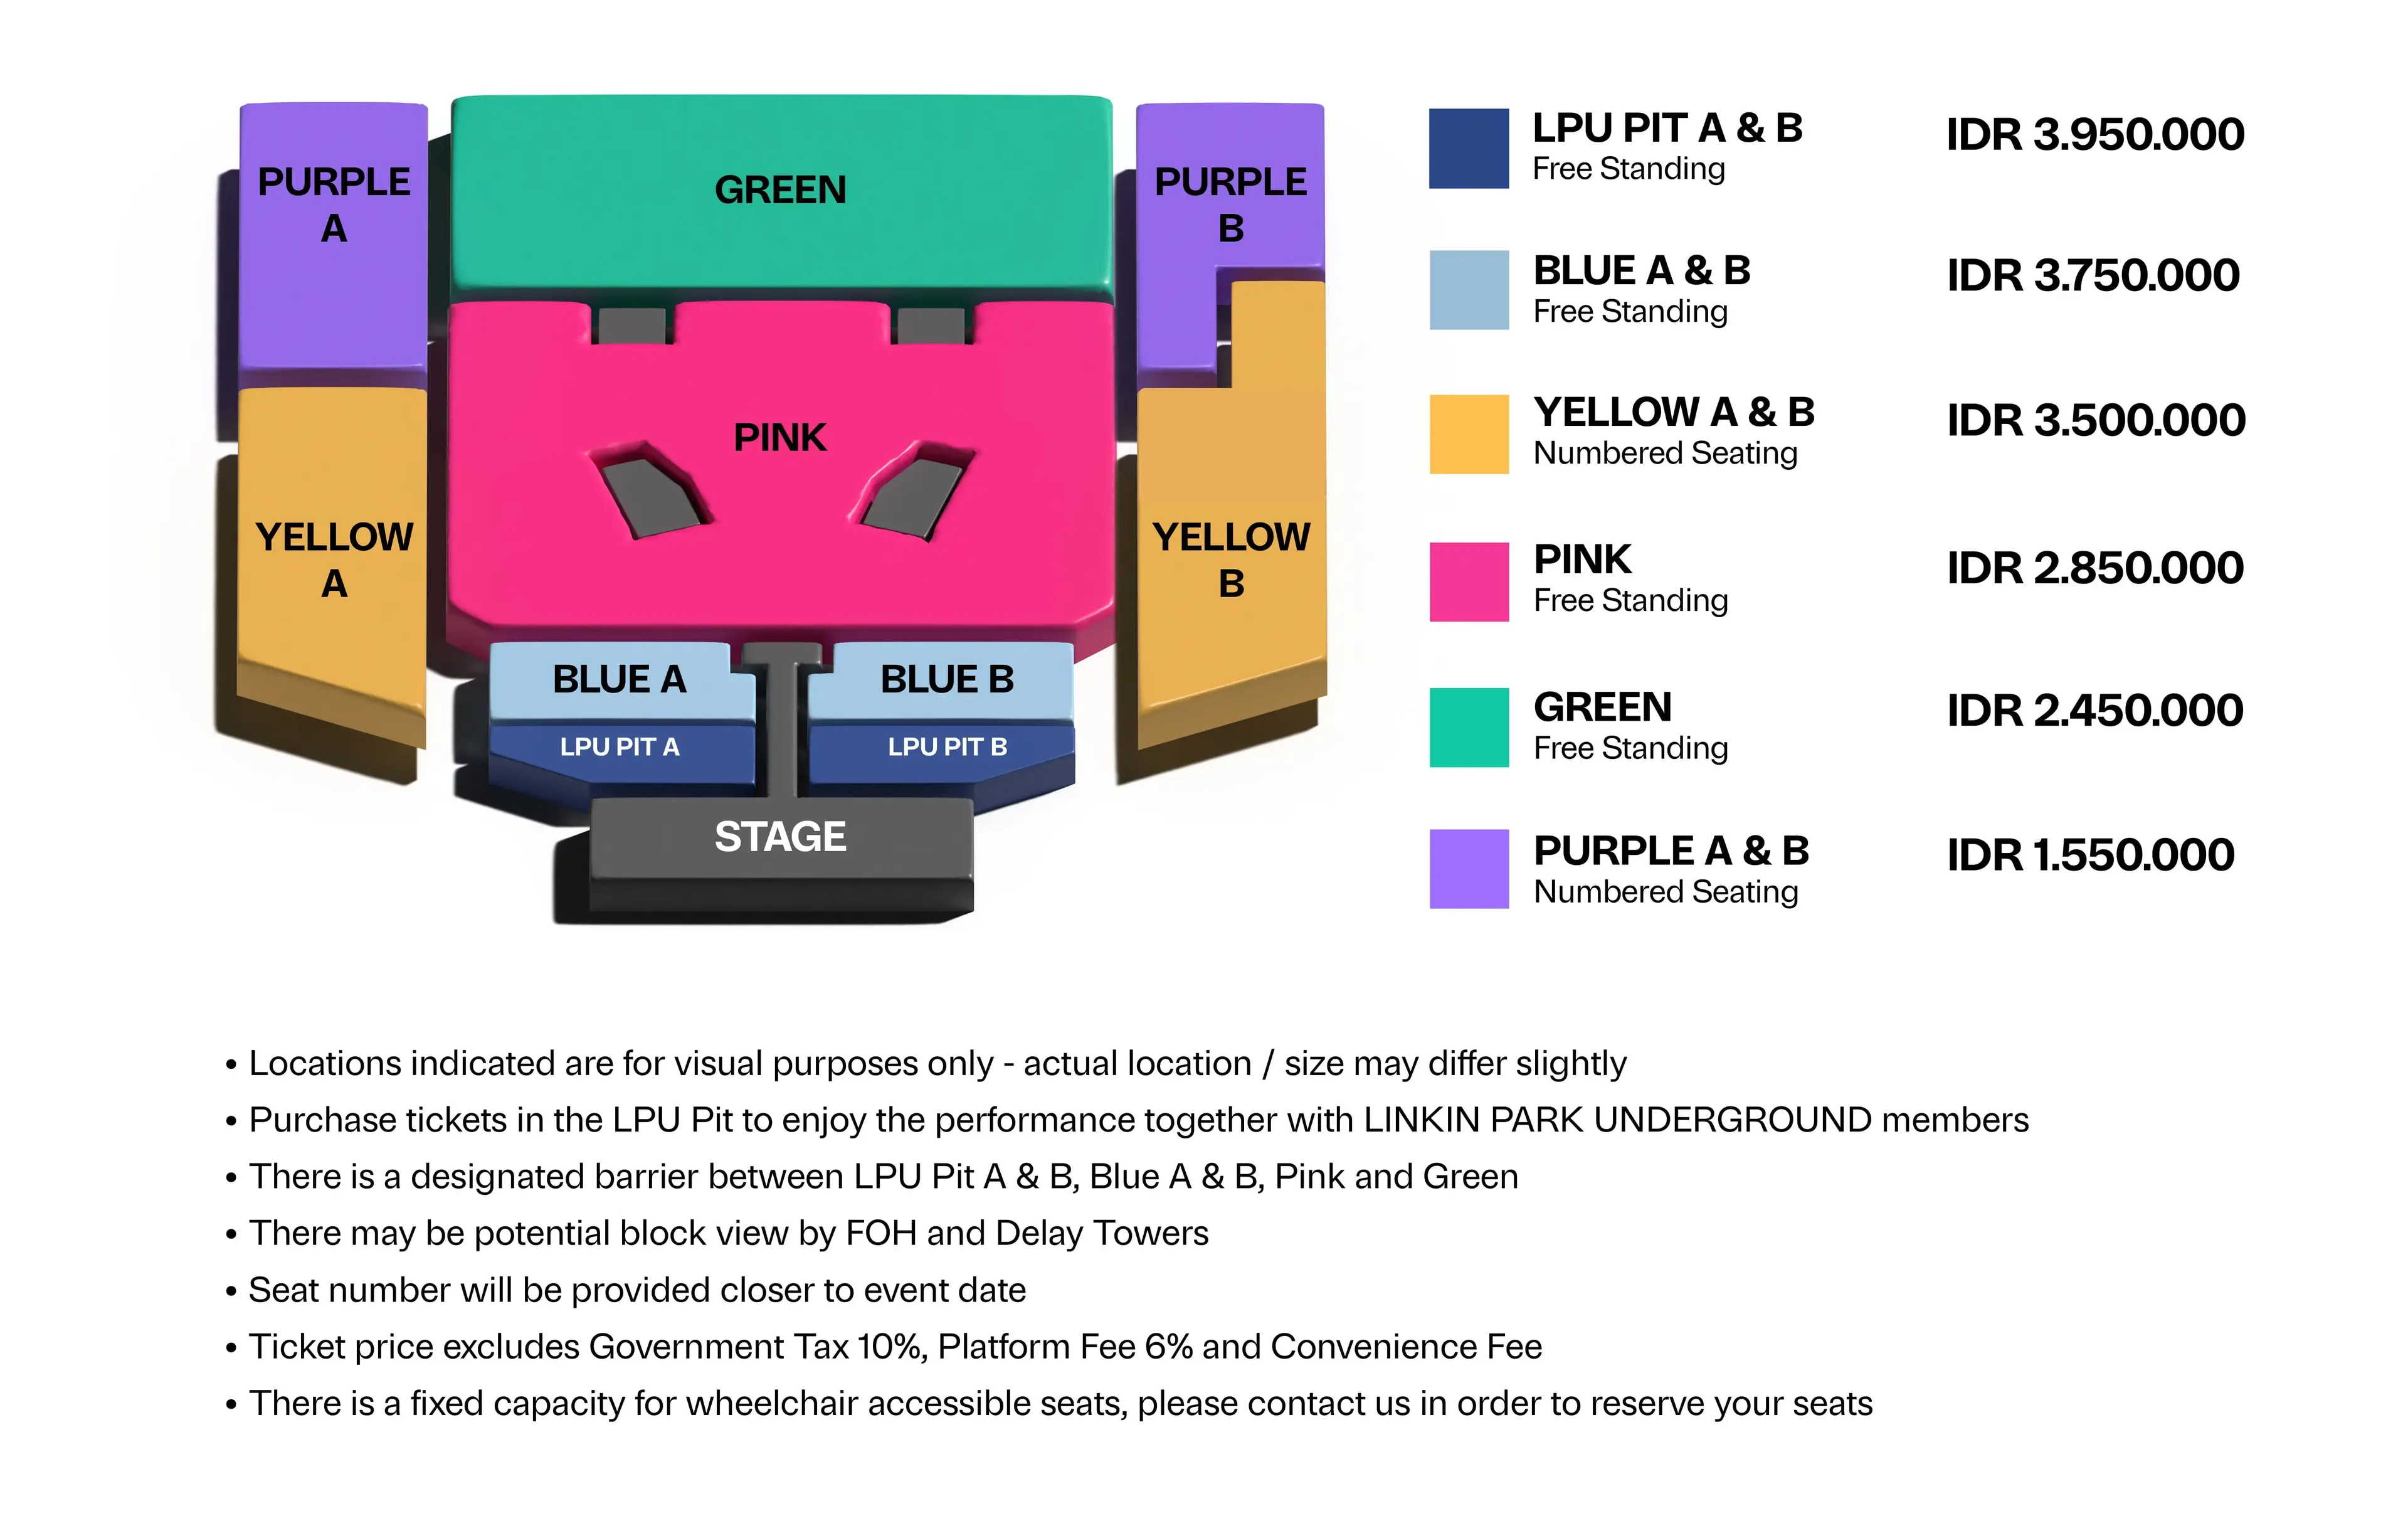 PURPLE
A
GREEN
PURPLE
B
PINK
YELLOW
A
YELLOW
B
BLUE A
BLUE B
LPU PIT A
LPU PIT B
STAGE
LPU PIT A & B
Free Standing
IDR 3.950.000
BLUE A & B
Free Standing
IDR 3.750.000
YELLOW A & B
Numbered Seating
IDR 3.500.000
PINK
Free Standing
IDR 2.850.000
GREEN
Free Standing
IDR 2.450.000
PURPLE A & B
Numbered Seating
IDR 1.550.000
• Locations indicated are for visual purposes only - actual location / size may differ slightly
• Purchase tickets in the LPU Pit to enjoy the performance together with LINKIN PARK UNDERGROUND members
• There is a designated barrier between LPU Pit A & B, Blue A & B, Pink and Green
• There may be potential block view by FOH and Delay Towers
• Seat number will be provided closer to event date
• Ticket price excludes Government Tax 10%, Platform Fee 6% and Convenience Fee
• There is a fixed capacity for wheelchair accessible seats, please contact us in order to reserve your seats